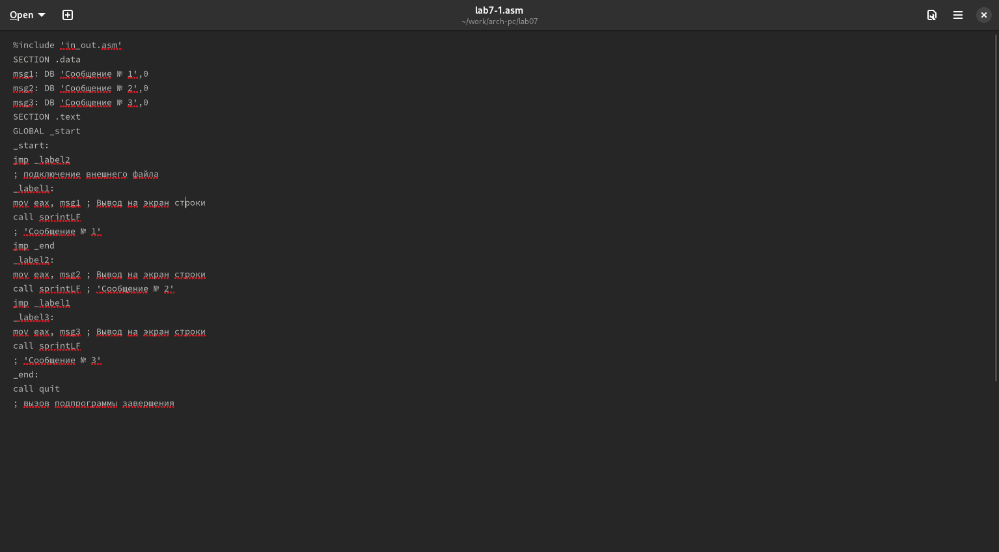 Open
lab7-1.asm
~/work/arch-pc/lab07
%include 'in_out.asm'
SECTION .data
msg1: DB 'Сообщение № 1',0
msg2: DB 'Сообщение № 2',0
msg3: DB 'Сообщение № 3',0
SECTION .text
GLOBAL _start
_start:
jmp _label2
; подключение внешнего файла
_label1:
mov eax, msg1 ; Вывод на экран строки
call sprintLF
; 'Сообщение № 1'
jmp _end
_label2:
mov eax, msg2 ; Вывод на экран строки
call sprintLF ; 'Сообщение № 2'
jmp _label1
_label3:
mov eax, msg3 ; Вывод на экран строки
call sprintLF
; 'Сообщение № 3'
_end:
call quit
; вызов подпрограммы завершения